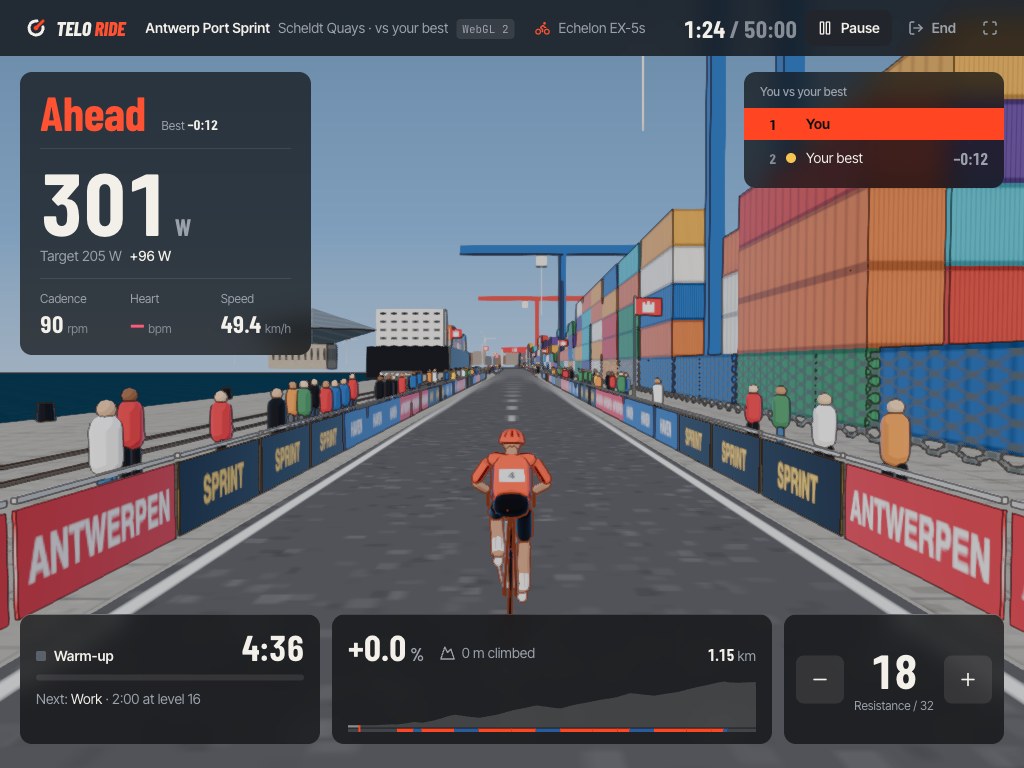 TELO RIDE
Antwerp Port Sprint Scheldt Quays · vs your best WebGL 2
Echelon EX-5s
1:24 / 50:00
Pause
End
Ahead Best −0:12
301 W
Target 205 W +96 W
Cadence Heart Speed
90 rpm – bpm 49.4 km/h
You vs your best
1 You
2 Your best −0:12
4
SPRINT
SPRINT
SPRINT
SPRINT
SPRINT
ANTWERPEN
ANTWERPEN
Warm-up 4:36
Next: Work · 2:00 at level 16
+0.0 % 0 m climbed 1.15 km
− 18 +
Resistance / 32